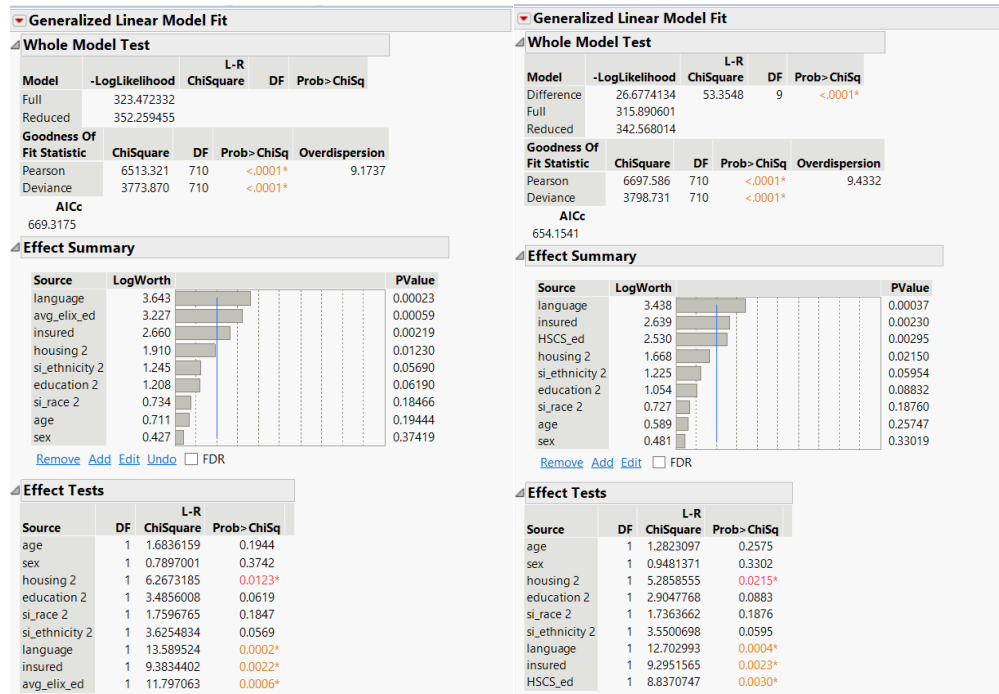 Generalized Linear Model Fit
Whole Model Test
L-R
Model -LogLikelihood ChiSquare DF Prob>ChiSq
Full 323.472332
Reduced 352.259455
Goodness Of
Fit Statistic ChiSquare DF Prob>ChiSq Overdispersion
Pearson 6513.321 710 <.0001* 9.1737
Deviance 3773.870 710 <.0001*
AICc
669.3175
Effect Summary
Source LogWorth PValue
language 3.643 0.00023
avg_elix_ed 3.227 0.00059
insured 2.660 0.00219
housing 2 1.910 0.01230
si_ethnicity 2 1.245 0.05690
education 2 1.208 0.06190
si_race 2 0.734 0.18466
age 0.711 0.19444
sex 0.427 0.37419
Remove Add Edit Undo FDR
Effect Tests
L-R
Source DF ChiSquare Prob>ChiSq
age 1 1.6836159 0.1944
sex 1 0.7897001 0.3742
housing 2 1 6.2673185 0.0123*
education 2 1 3.4856008 0.0619
si_race 2 1 1.7596765 0.1847
si_ethnicity 2 1 3.6254834 0.0569
language 1 13.589524 0.0002*
insured 1 9.3834402 0.0022*
avg_elix_ed 1 11.797063 0.0006*
Generalized Linear Model Fit
Whole Model Test
L-R
Model -LogLikelihood ChiSquare DF Prob>ChiSq
Difference 26.6774134 53.3548 9 <.0001*
Full 315.890601
Reduced 342.568014
Goodness Of
Fit Statistic ChiSquare DF Prob>ChiSq Overdispersion
Pearson 6697.586 710 <.0001* 9.4332
Deviance 3798.731 710 <.0001*
AICc
654.1541
Effect Summary
Source LogWorth PValue
language 3.438 0.00037
insured 2.639 0.00230
HSCS_ed 2.530 0.00295
housing 2 1.668 0.02150
si_ethnicity 2 1.225 0.05954
education 2 1.054 0.08832
si_race 2 0.727 0.18760
age 0.589 0.25747
sex 0.481 0.33019
Remove Add Edit FDR
Effect Tests
L-R
Source DF ChiSquare Prob>ChiSq
age 1 1.2823097 0.2575
sex 1 0.9481371 0.3302
housing 2 1 5.2858555 0.0215*
education 2 1 2.9047768 0.0883
si_race 2 1 1.7363662 0.1876
si_ethnicity 2 1 3.5500698 0.0595
language 1 12.702993 0.0004*
insured 1 9.2951565 0.0023*
HSCS_ed 1 8.8370747 0.0030*